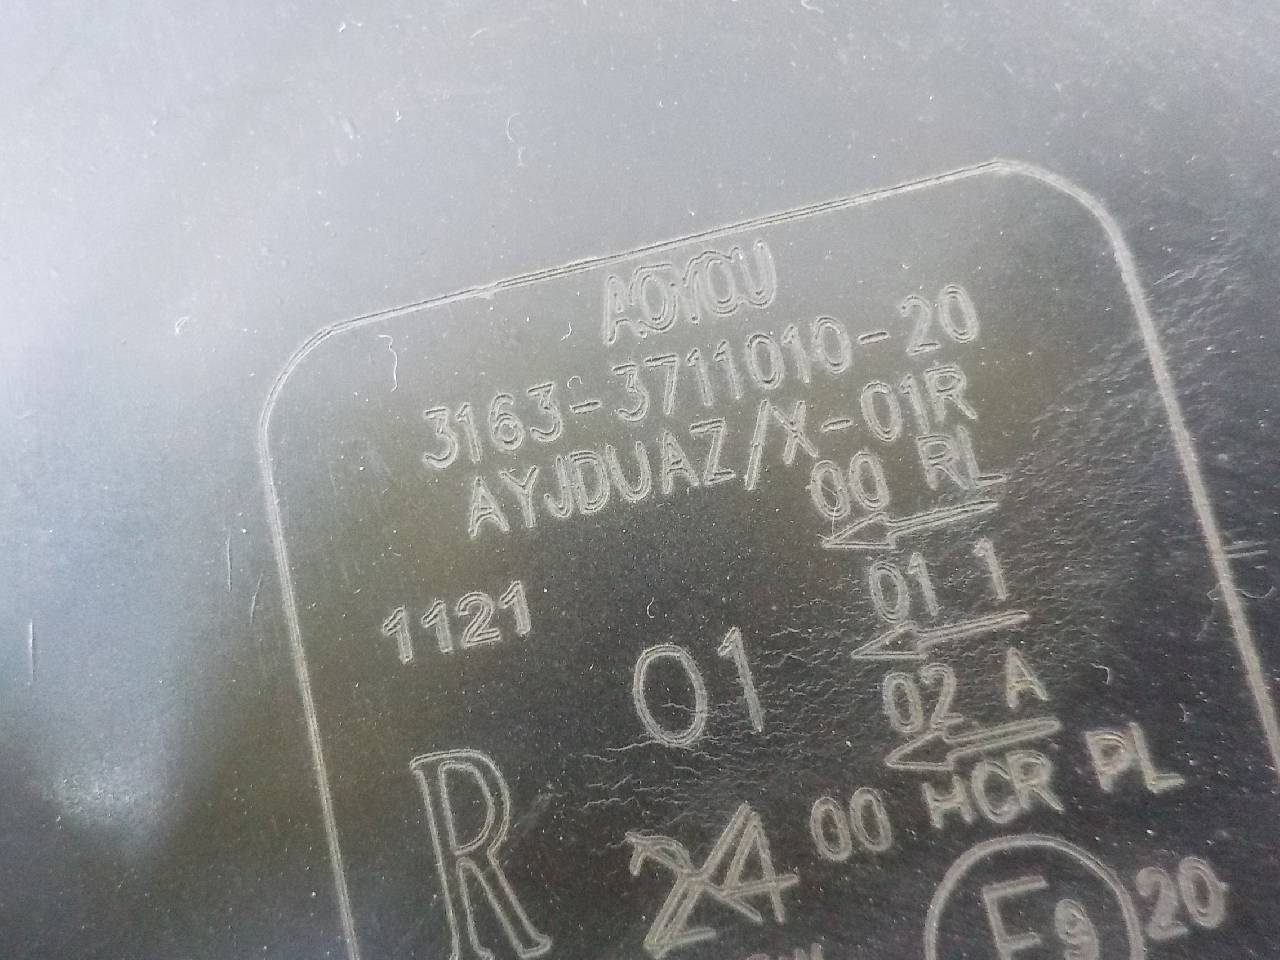 AOYOU
3163-3711010-20
AYJDUAZ/X-01R
00 RL
01 1
1121
01
02 A
R
24
00 HCR PL
E9
20